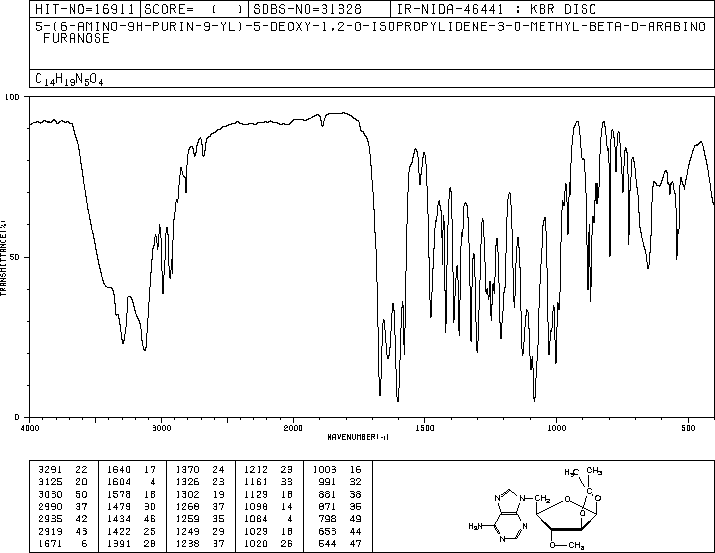 HIT-NO=16911 SCORE= ( ) SDBS-NO=31328 IR-NIDA-46441 : KBR DISC
5-(6-AMINO-9H-PURIN-9-YL)-5-DEOXY-1,2-O-ISOPROPYLIDENE-3-O-METHYL-BETA-D-ARABINO
FURANOSE
C14H19N5O4
100
50
0
TRANSMITTANCE(%)
4000 3000 2000 1500 1000 500
WAVENUMBER(-1)
3291 22 1640 17 1370 24 1212 23 1003 16
3125 20 1604 4 1326 23 1161 33 991 32
3030 50 1578 18 1302 19 1129 18 881 38
2990 37 1479 30 1268 37 1098 14 871 35
2935 42 1434 46 1259 35 1084 4 798 49
2919 43 1422 25 1249 29 1029 18 653 44
1671 6 1391 28 1238 37 1020 26 544 47
H3C CH3
C
O
O
O
N N CH2
H2N N N
O CH3